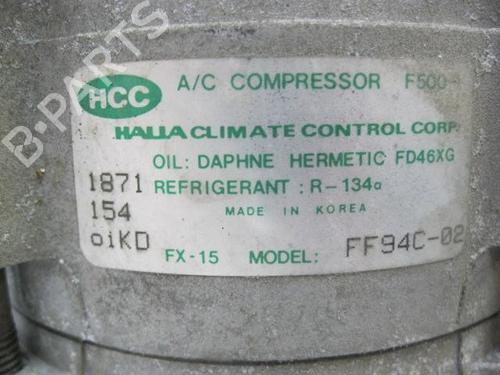 HCC
A/C COMPRESSOR F500-
HALLA CLIMATE CONTROL CORP.
OIL: DAPHNE HERMETIC FD46XG
1871 REFRIGERANT : R-134a
154 MADE IN KOREA
oiKD
FX-15 MODEL: FF94C-02
B-PARTS